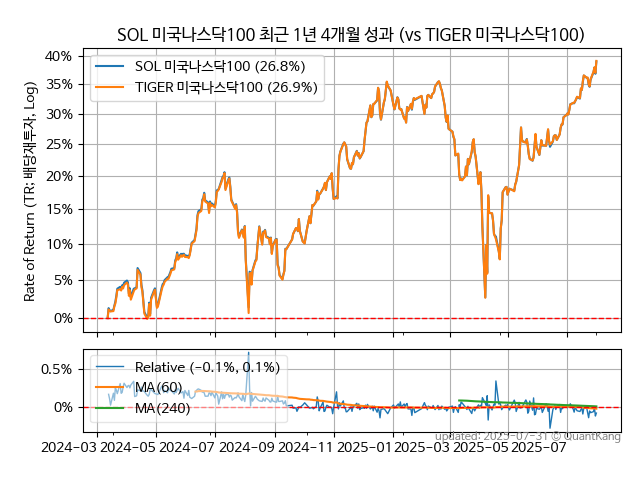 SOL 미국나스닥100 최근 1년 4개월 성과 (vs TIGER 미국나스닥100)
Rate of Return (TR: 배당재투자, Log)
40%
35%
30%
25%
20%
15%
10%
5%
0%
SOL 미국나스닥100 (26.8%)
TIGER 미국나스닥100 (26.9%)
0.5%
0%
Relative (−0.1%, 0.1%)
MA(60)
MA(240)
2024-03 2024-05 2024-07 2024-09 2024-11 2025-01 2025-03 2025-05 2025-07
updated: 2025-07-31 © QuantKang